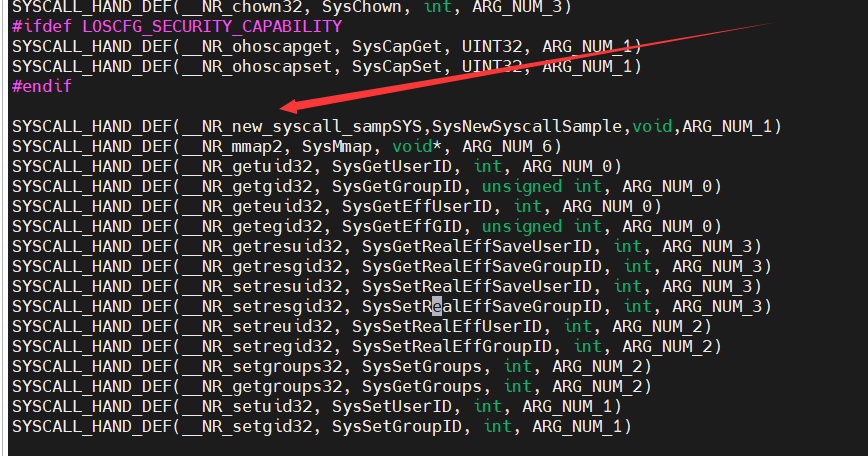 SYSCALL_HAND_DEF(__NR_chown32, SysChown, int, ARG_NUM_3)
#ifdef LOSCFG_SECURITY_CAPABILITY
SYSCALL_HAND_DEF(__NR_ohoscapget, SysCapGet, UINT32, ARG_NUM_1)
SYSCALL_HAND_DEF(__NR_ohoscapset, SysCapSet, UINT32, ARG_NUM_1)
#endif
SYSCALL_HAND_DEF(__NR_new_syscall_sampSYS,SysNewSyscallSample,void,ARG_NUM_1)
SYSCALL_HAND_DEF(__NR_mmap2, SysMmap, void*, ARG_NUM_6)
SYSCALL_HAND_DEF(__NR_getuid32, SysGetUserID, int, ARG_NUM_0)
SYSCALL_HAND_DEF(__NR_getgid32, SysGetGroupID, unsigned int, ARG_NUM_0)
SYSCALL_HAND_DEF(__NR_geteuid32, SysGetEffUserID, int, ARG_NUM_0)
SYSCALL_HAND_DEF(__NR_getegid32, SysGetEffGID, unsigned int, ARG_NUM_0)
SYSCALL_HAND_DEF(__NR_getresuid32, SysGetRealEffSaveUserID, int, ARG_NUM_3)
SYSCALL_HAND_DEF(__NR_getresgid32, SysGetRealEffSaveGroupID, int, ARG_NUM_3)
SYSCALL_HAND_DEF(__NR_setresuid32, SysSetRealEffSaveUserID, int, ARG_NUM_3)
SYSCALL_HAND_DEF(__NR_setresgid32, SysSetRealEffSaveGroupID, int, ARG_NUM_3)
SYSCALL_HAND_DEF(__NR_setreuid32, SysSetRealEffUserID, int, ARG_NUM_2)
SYSCALL_HAND_DEF(__NR_setregid32, SysSetRealEffGroupID, int, ARG_NUM_2)
SYSCALL_HAND_DEF(__NR_setgroups32, SysSetGroups, int, ARG_NUM_2)
SYSCALL_HAND_DEF(__NR_getgroups32, SysGetGroups, int, ARG_NUM_2)
SYSCALL_HAND_DEF(__NR_setuid32, SysSetUserID, int, ARG_NUM_1)
SYSCALL_HAND_DEF(__NR_setgid32, SysSetGroupID, int, ARG_NUM_1)